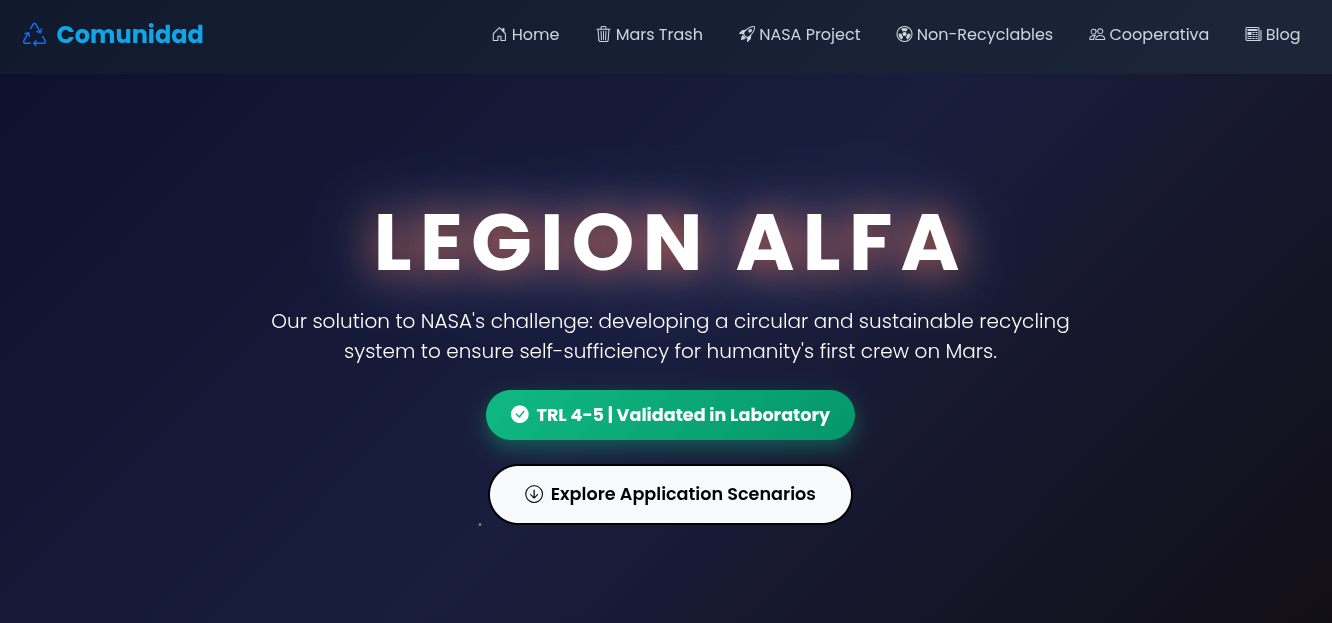 Comunidad
Home
Mars Trash
NASA Project
Non-Recyclables
Cooperativa
Blog
LEGION ALFA
Our solution to NASA's challenge: developing a circular and sustainable recycling
system to ensure self-sufficiency for humanity's first crew on Mars.
TRL 4-5 | Validated in Laboratory
Explore Application Scenarios